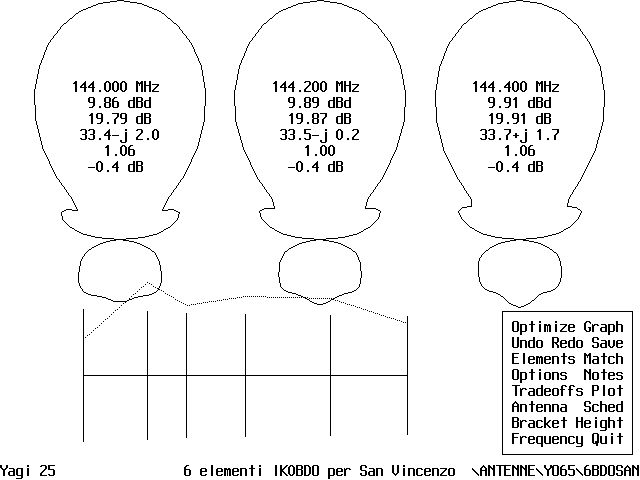 144.000 MHz
9.86 dBd
19.79 dB
33.4-j 2.0
1.06
-0.4 dB
144.200 MHz
9.89 dBd
19.87 dB
33.5-j 0.2
1.00
-0.4 dB
144.400 MHz
9.91 dBd
19.91 dB
33.7+j 1.7
1.06
-0.4 dB
Optimize Graph
Undo Redo Save
Elements Match
Options Notes
Tradeoffs Plot
Antenna Sched
Bracket Height
Frequency Quit
Yagi 25
6 elementi IK0BDO per San Vincenzo
\ANTENNE\YO65\6BDOSAN